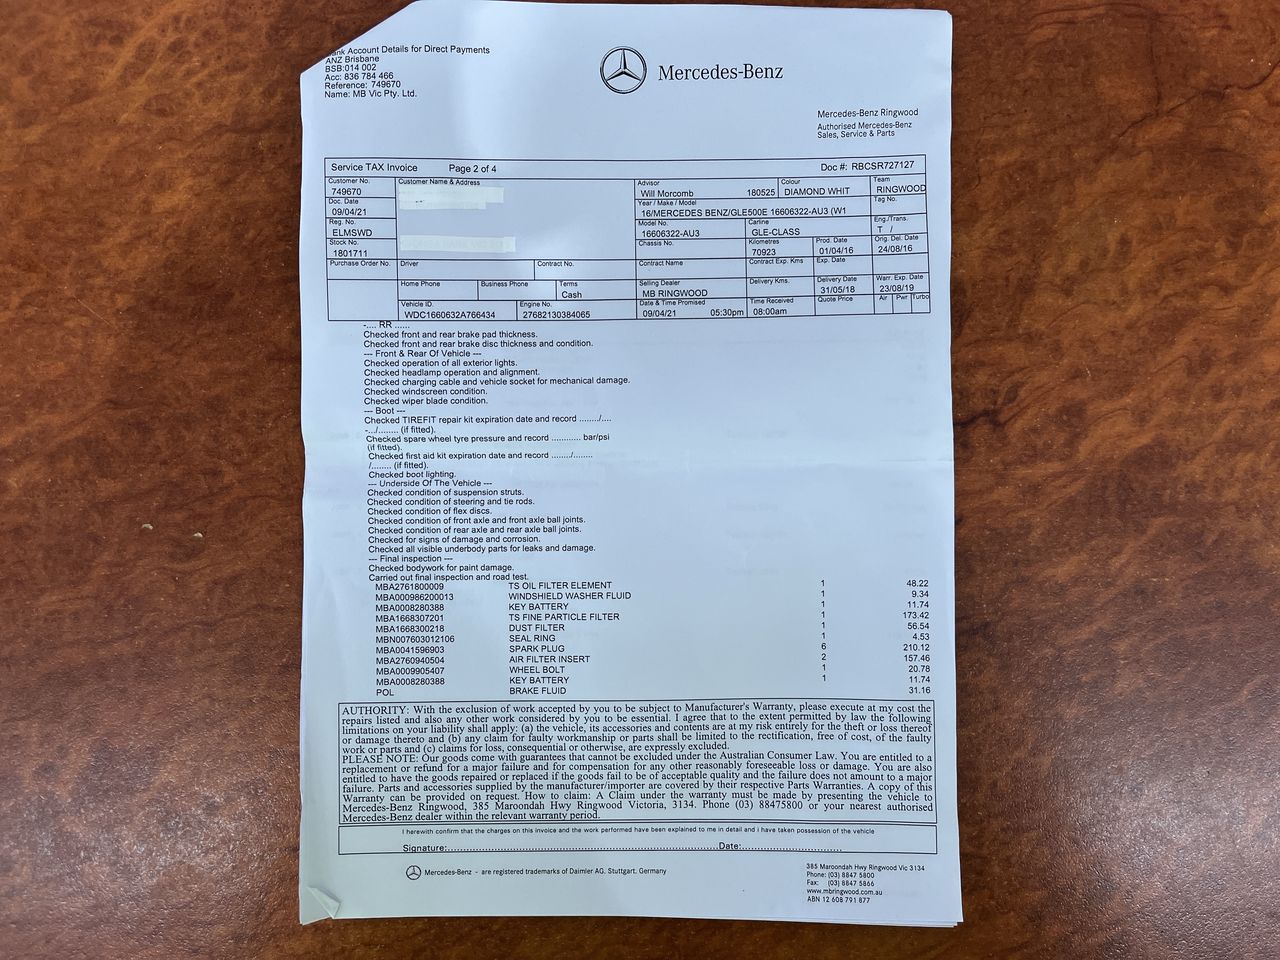 ank Account Details for Direct Payments
ANZ Brisbane
BSB:014 002
Acc: 836 784 466
Reference: 749670
Name: MB Vic Pty. Ltd.
Mercedes-Benz
Mercedes-Benz Ringwood
Authorised Mercedes-Benz
Sales, Service & Parts
Service TAX Invoice Page 2 of 4 Doc #: RBCSR727127
Customer No. 749670
Customer Name & Address
Doc. Date 09/04/21
Reg. No. ELMSWD
Stock No. 1801711
Advisor Will Morcomb 180525
Colour DIAMOND WHIT
Team RINGWOOD
Year / Make / Model 16/MERCEDES BENZ/GLE500E 16606322-AU3 (W1
Tag No.
Model No. 16606322-AU3
Carline GLE-CLASS
Eng./Trans. T /
Chassis No.
Kilometres 70923
Prod. Date 01/04/16
Orig. Del. Date 24/08/16
Purchase Order No.
Driver
Contract No.
Contract Name
Contract Exp. Kms
Exp. Date
Home Phone
Business Phone
Terms Cash
Selling Dealer MB RINGWOOD
Delivery Kms.
Delivery Date 31/05/18
Warr. Exp. Date 23/08/19
Vehicle ID. WDC1660632A766434
Engine No. 27682130384065
Date & Time Promised 09/04/21 05:30pm
Time Received 08:00am
Quote Price
Air Pwr Turbo
-.... RR ......
Checked front and rear brake pad thickness.
Checked front and rear brake disc thickness and condition.
--- Front & Rear Of Vehicle ---
Checked operation of all exterior lights.
Checked headlamp operation and alignment.
Checked charging cable and vehicle socket for mechanical damage.
Checked windscreen condition.
Checked wiper blade condition.
--- Boot ---
Checked TIREFIT repair kit expiration date and record ......../....
-.../........ (if fitted).
Checked spare wheel tyre pressure and record ............ bar/psi
(if fitted).
Checked first aid kit expiration date and record ......../........
/........ (if fitted).
Checked boot lighting.
--- Underside Of The Vehicle ---
Checked condition of suspension struts.
Checked condition of steering and tie rods.
Checked condition of flex discs.
Checked condition of front axle and front axle ball joints.
Checked condition of rear axle and rear axle ball joints.
Checked for signs of damage and corrosion.
Checked all visible underbody parts for leaks and damage.
--- Final inspection ---
Checked bodywork for paint damage.
Carried out final inspection and road test.
MBA2761800009 TS OIL FILTER ELEMENT 1 48.22
MBA000986200013 WINDSHIELD WASHER FLUID 1 9.34
MBA0008280388 KEY BATTERY 1 11.74
MBA1668307201 TS FINE PARTICLE FILTER 1 173.42
MBA1668300218 DUST FILTER 1 56.54
MBN007603012106 SEAL RING 1 4.53
MBA0041596903 SPARK PLUG 6 210.12
MBA2760940504 AIR FILTER INSERT 2 157.46
MBA0009905407 WHEEL BOLT 1 20.78
MBA0008280388 KEY BATTERY 1 11.74
POL BRAKE FLUID 31.16
AUTHORITY: With the exclusion of work accepted by you to be subject to Manufacturer's Warranty, please execute at my cost the
repairs listed and also any other work considered by you to be essential. I agree that to the extent permitted by law the following
limitations on your liability shall apply: (a) the vehicle, its accessories and contents are at my risk entirely for the theft or loss thereof
or damage thereto and (b) any claim for faulty workmanship or parts shall be limited to the rectification, free of cost, of the faulty
work or parts and (c) claims for loss, consequential or otherwise, are expressly excluded.
PLEASE NOTE: Our goods come with guarantees that cannot be excluded under the Australian Consumer Law. You are entitled to a
replacement or refund for a major failure and for compensation for any other reasonably foreseeable loss or damage. You are also
entitled to have the goods repaired or replaced if the goods fail to be of acceptable quality and the failure does not amount to a major
failure. Parts and accessories supplied by the manufacturer/importer are covered by their respective Parts Warranties. A copy of this
Warranty can be provided on request. How to claim: A Claim under the warranty must be made by presenting the vehicle to
Mercedes-Benz Ringwood, 385 Maroondah Hwy Ringwood Victoria, 3134. Phone (03) 88475800 or your nearest authorised
Mercedes-Benz dealer within the relevant warranty period.
I herewith confirm that the charges on this invoice and the work performed have been explained to me in detail and i have taken possession of the vehicle
Signature:.......................................................................Date:...............................
Mercedes-Benz - are registered trademarks of Daimler AG, Stuttgart, Germany
385 Maroondah Hwy Ringwood Vic 3134
Phone: (03) 8847 5800
Fax: (03) 8847 5866
www.mbringwood.com.au
ABN 12 608 791 877